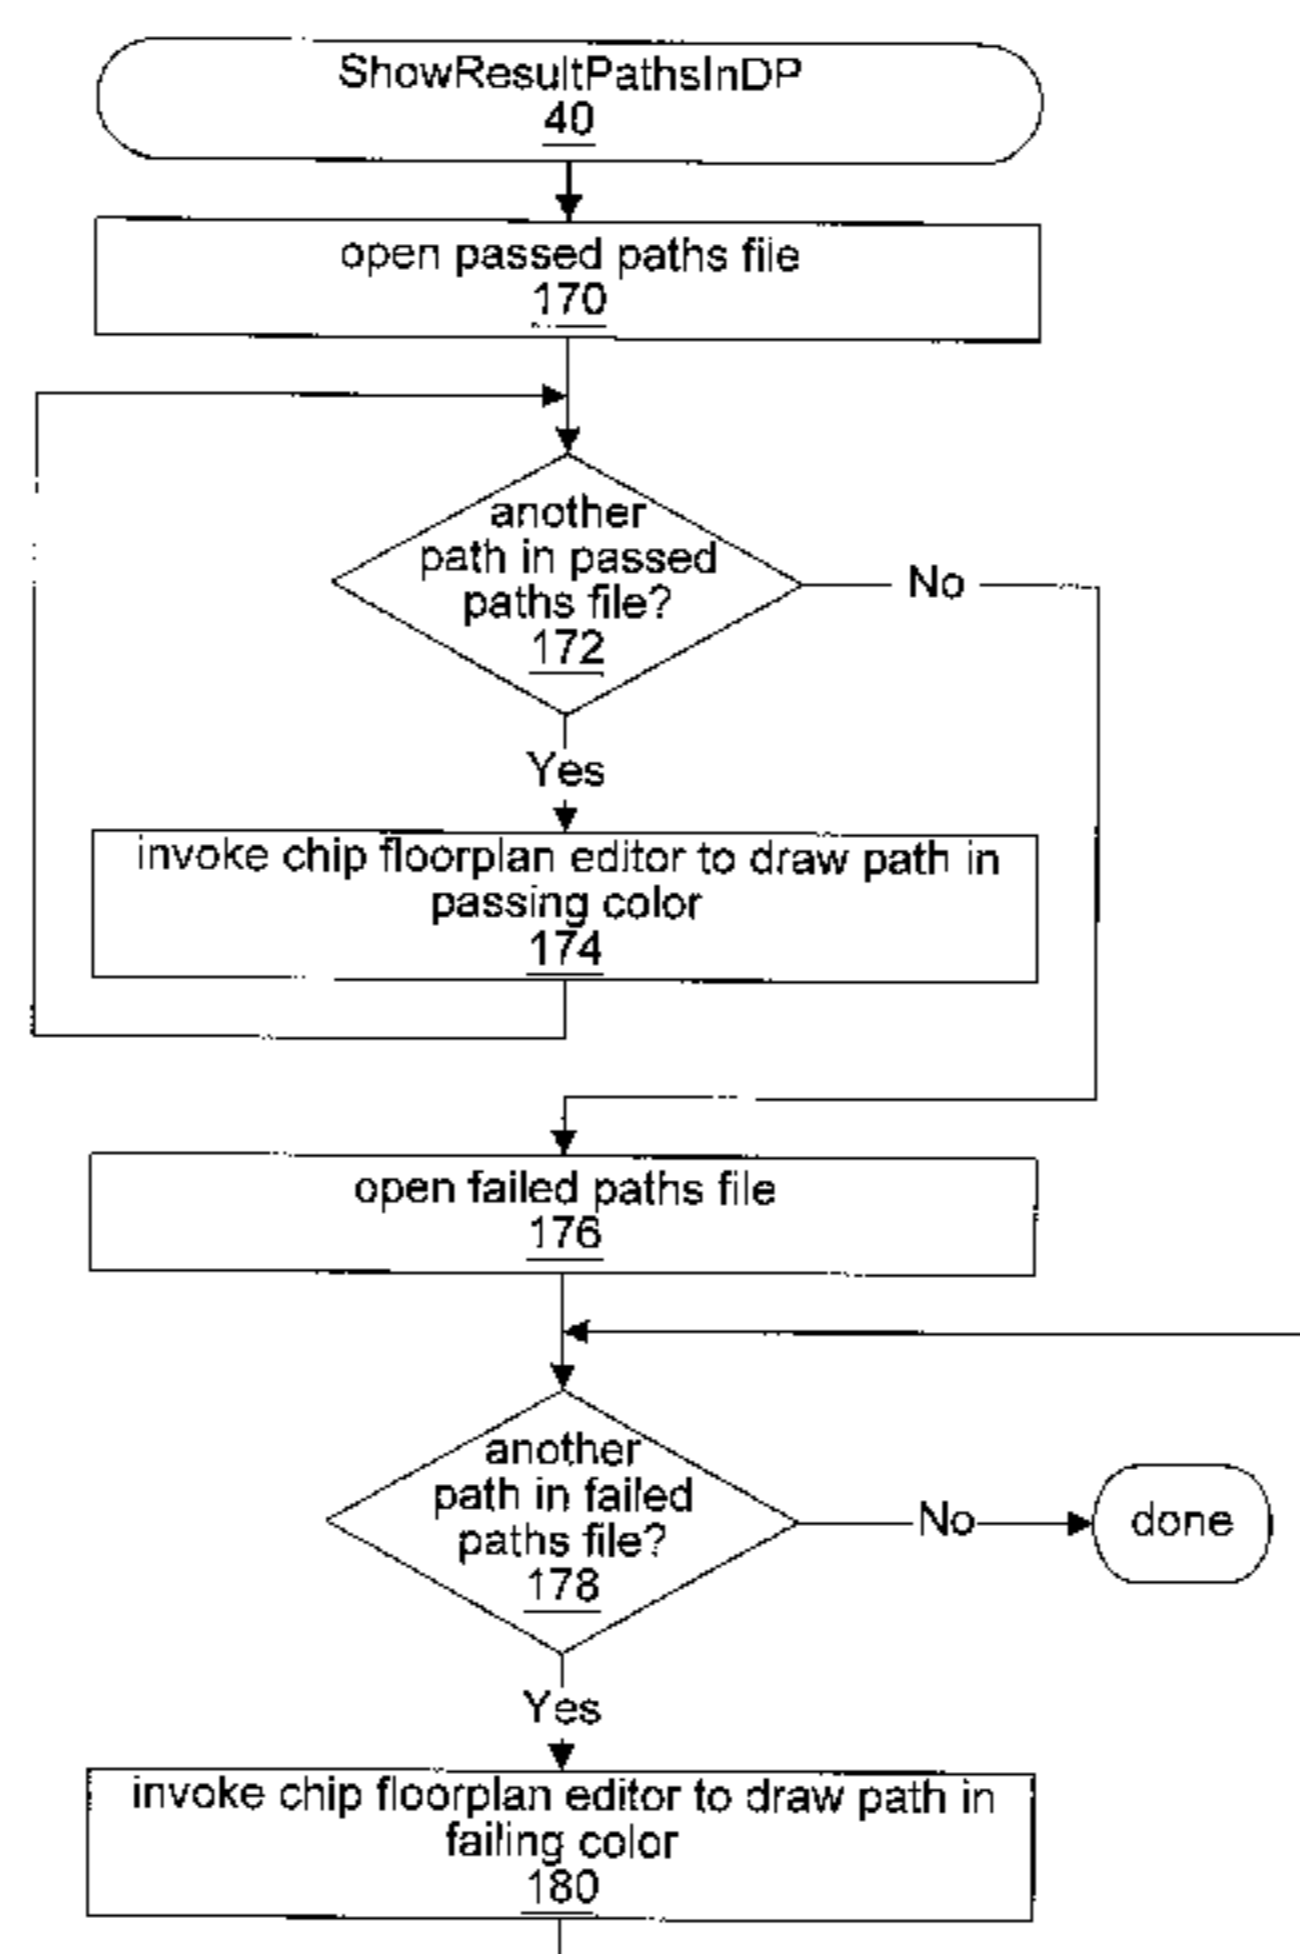 ShowResultPathsInDP
40
open passed paths file
170
another
path in passed
paths file?
172
No
Yes
invoke chip floorplan editor to draw path in
passing color
174
open failed paths file
176
another
path in failed
paths file?
178
No
done
Yes
invoke chip floorplan editor to draw path in
failing color
180